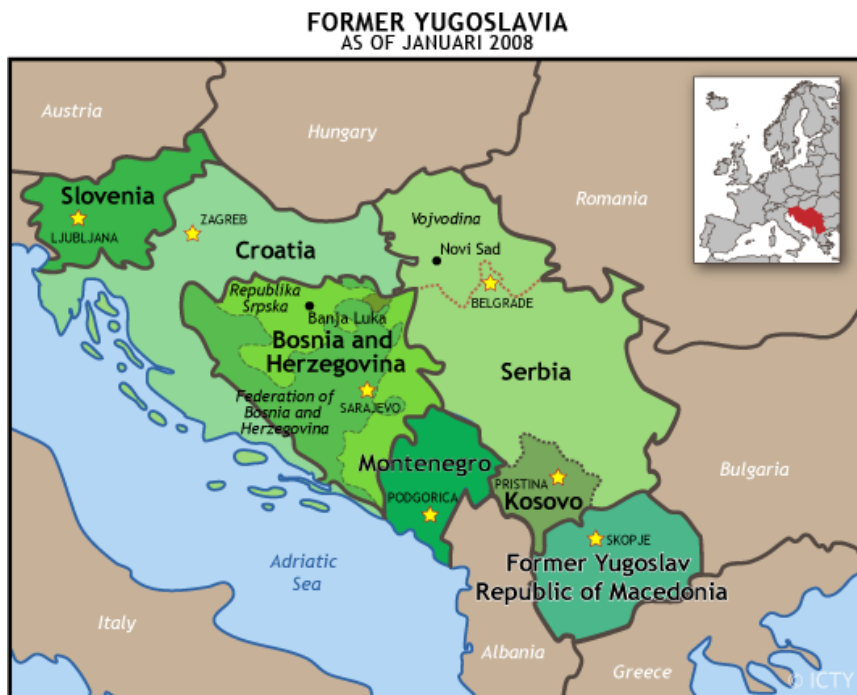 FORMER YUGOSLAVIA
AS OF JANUARI 2008
Austria
Hungary
Romania
Slovenia
LJUBLJANA
ZAGREB
Croatia
Vojvodina
Novi Sad
BELGRADE
Republika
Srpska
Banja Luka
Bosnia and
Herzegovina
Serbia
Federation of
Bosnia and
Herzegovina
SARAJEVO
Montenegro
PODGORICA
PRISTINA
Kosovo
Bulgaria
SKOPJE
Former Yugoslav
Republic of Macedonia
Adriatic
Sea
Italy
Albania
Greece
© ICTY